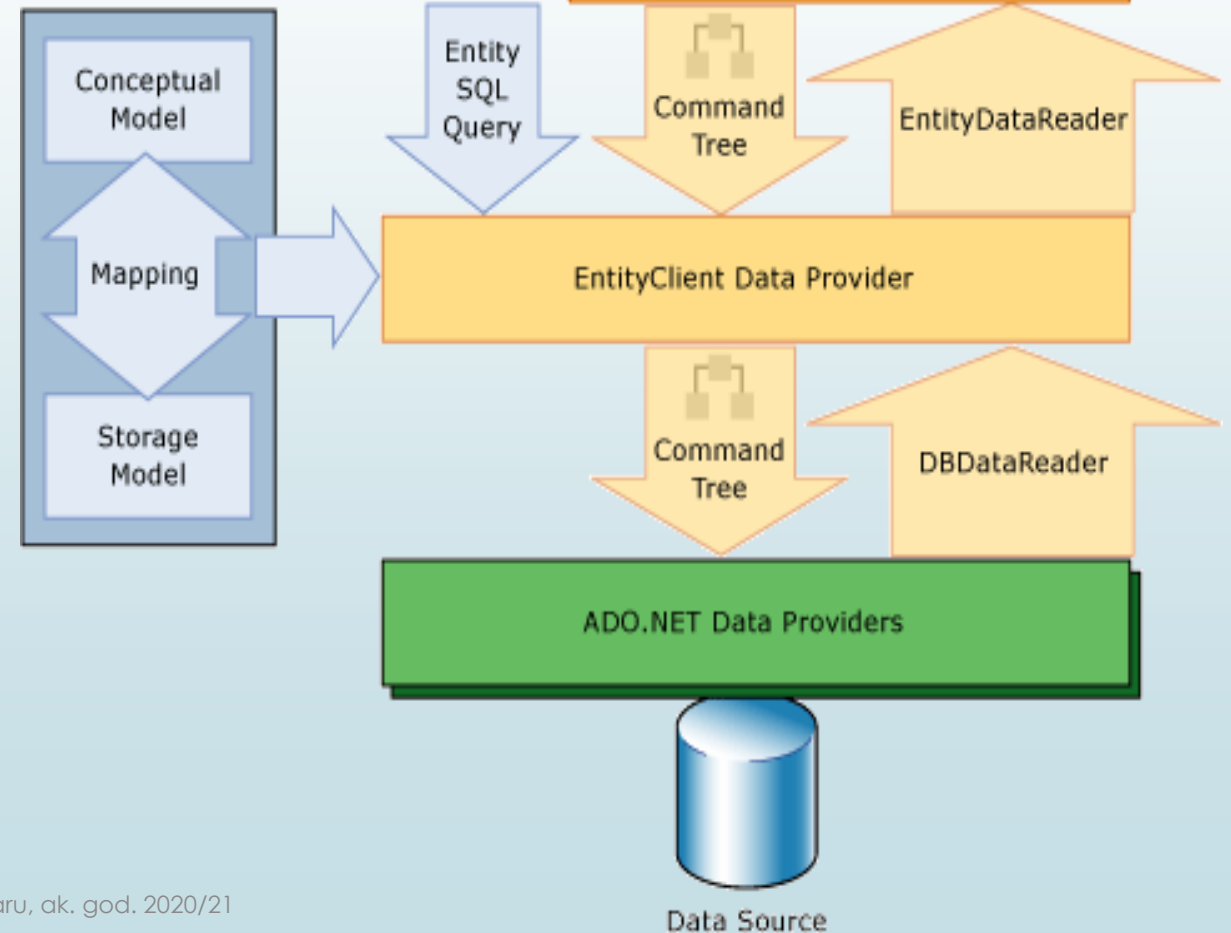 Conceptual
Model
Mapping
Storage
Model
Entity
SQL
Query
Command
Tree
EntityDataReader
EntityClient Data Provider
Command
Tree
DBDataReader
ADO.NET Data Providers
Data Source
ak. god. 2020/21